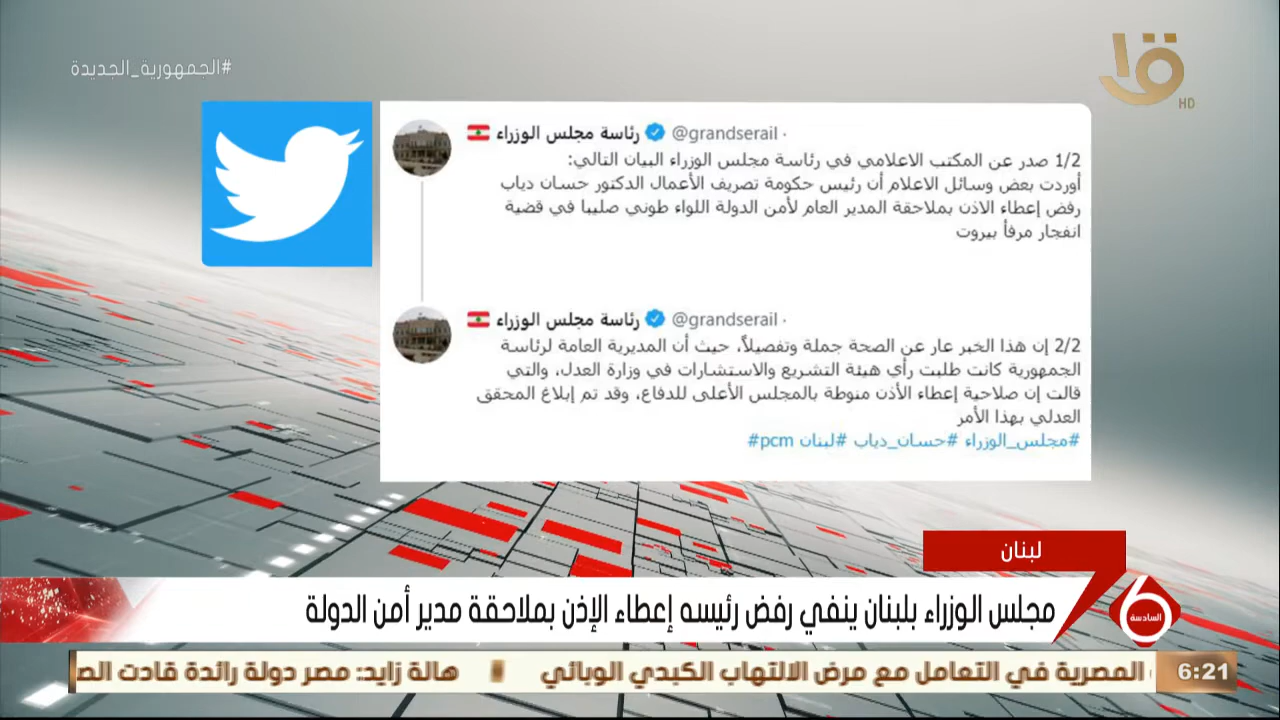 #الجمهورية_الجديدة
HD
رئاسة مجلس الوزراء @grandserail ·
1/2 صدر عن المكتب الاعلامي في رئاسة مجلس الوزراء البيان التالي:
أوردت بعض وسائل الاعلام أن رئيس حكومة تصريف الأعمال الدكتور حسان دياب
رفض إعطاء الاذن بملاحقة المدير العام لأمن الدولة اللواء طوني صليبا في قضية
انفجار مرفأ بيروت
رئاسة مجلس الوزراء @grandserail ·
2/2 إن هذا الخبر عار عن الصحة جملة وتفصيلاً، حيث أن المديرية العامة لرئاسة
الجمهورية كانت طلبت رأي هيئة التشريع والاستشارات في وزارة العدل، والتي
قالت إن صلاحية إعطاء الأذن منوطة بالمجلس الأعلى للدفاع، وقد تم إبلاغ المحقق
العدلي بهذا الأمر
#مجلس_الوزراء #حسان_دياب #لبنان pcm#
لبنان
مجلس الوزراء بلبنان ينفي رفض رئيسه إعطاء الإذن بملاحقة مدير أمن الدولة
السادسة
المصرية في التعامل مع مرض الالتهاب الكبدي الوبائي
هالة زايد: مصر دولة رائدة قادت الص
6:21